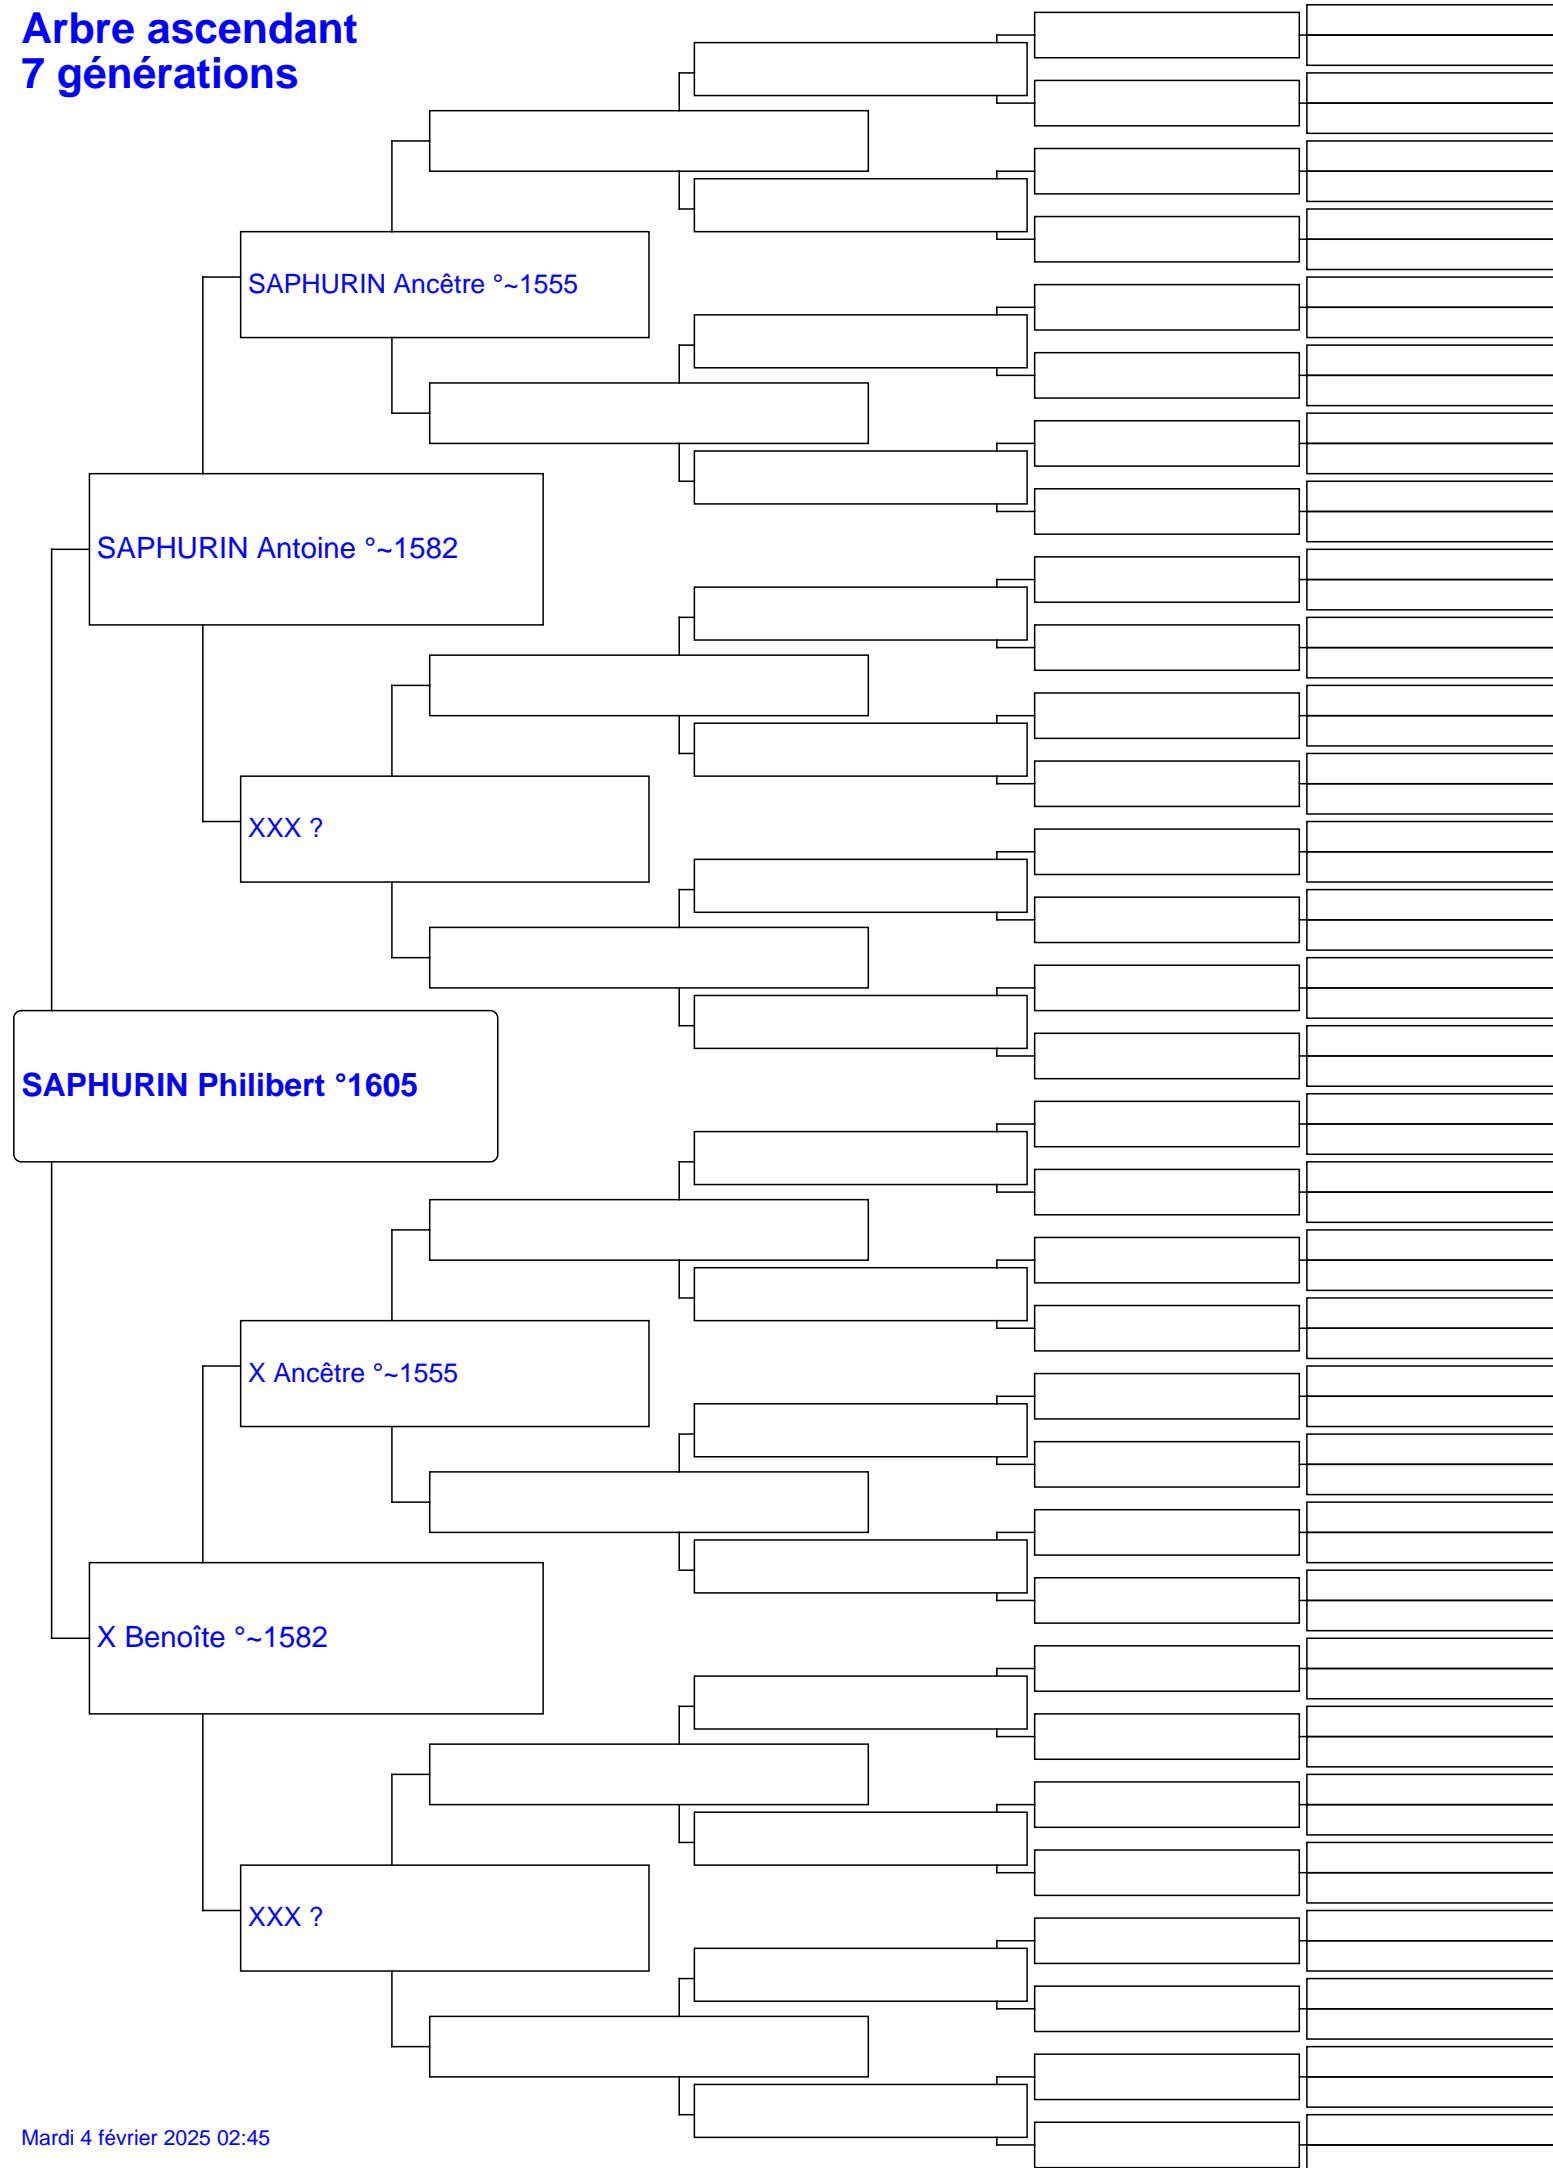 Arbre ascendant
7 générations
SAPHURIN Ancêtre °~1555
SAPHURIN Antoine °~1582
XXX ?
SAPHURIN Philibert °1605
X Ancêtre °~1555
X Benoîte °~1582
XXX ?
Mardi 4 février 2025 02:45